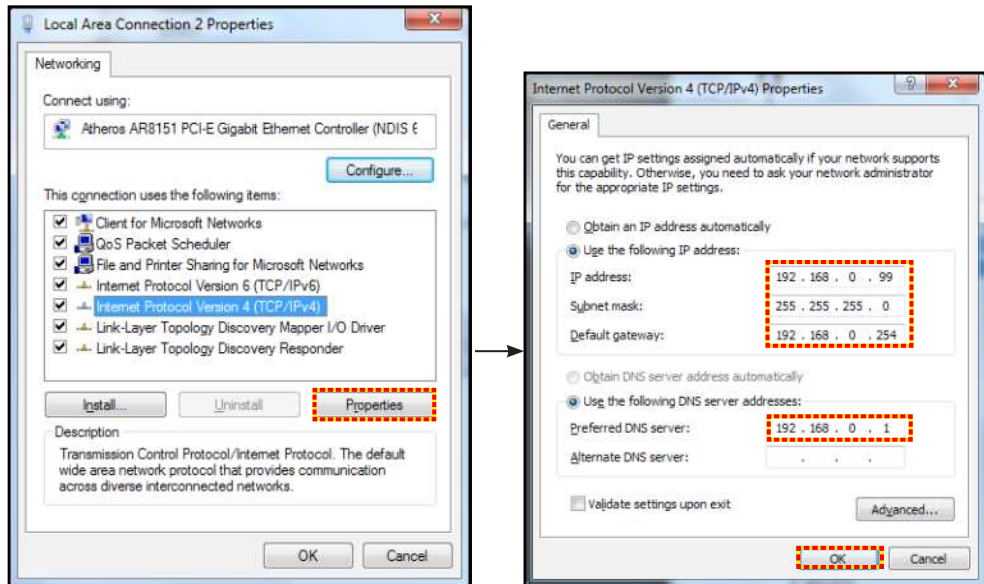 Local Area Connection 2 Properties
Networking
Connect using:
Atheros AR8151 PCI-E Gigabit Ethernet Controller (NDIS 6
Configure...
This connection uses the following items:
Client for Microsoft Networks
QoS Packet Scheduler
File and Printer Sharing for Microsoft Networks
Internet Protocol Version 6 (TCP/IPv6)
Internet Protocol Version 4 (TCP/IPv4)
Link-Layer Topology Discovery Mapper I/O Driver
Link-Layer Topology Discovery Responder
Install...
Uninstall
Properties
Description
Transmission Control Protocol/Internet Protocol. The default
wide area network protocol that provides communication
across diverse interconnected networks.
OK
Cancel
Internet Protocol Version 4 (TCP/IPv4) Properties
General
You can get IP settings assigned automatically if your network supports
this capability. Otherwise, you need to ask your network administrator
for the appropriate IP settings.
Obtain an IP address automatically
Use the following IP address:
IP address: 192 . 168 . 0 . 99
Subnet mask: 255 . 255 . 255 . 0
Default gateway: 192 . 168 . 0 . 254
Obtain DNS server address automatically
Use the following DNS server addresses:
Preferred DNS server: 192 . 168 . 0 . 1
Alternate DNS server: . . .
Validate settings upon exit
Advanced...
OK
Cancel